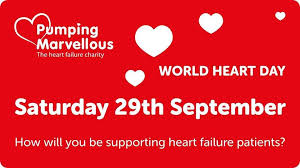 Pumping
Marvellous
The heart failure charity
WORLD HEART DAY
Saturday 29th September
How will you be supporting heart failure patients?